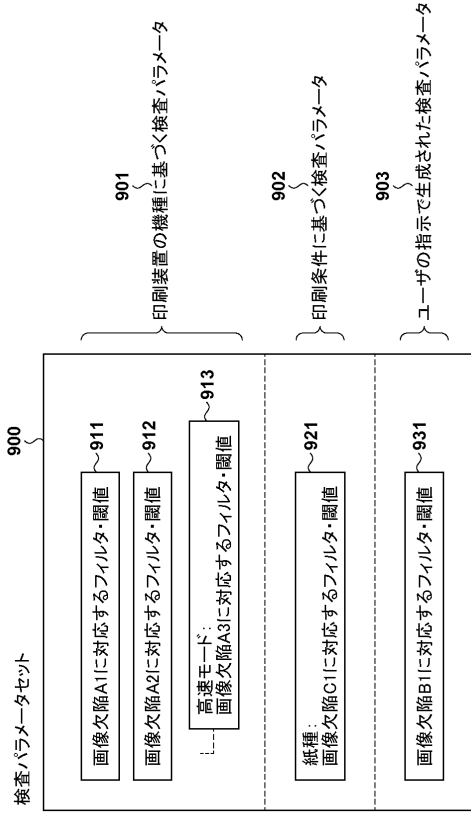 検査パラメータセット
900
画像欠陥A1に対応するフィルタ・閾値
911
画像欠陥A2に対応するフィルタ・閾値
912
高速モード:
画像欠陥A3に対応するフィルタ・閾値
913
901
印刷装置の機種に基づく検査パラメータ
紙種:
画像欠陥C1に対応するフィルタ・閾値
921
902
印刷条件に基づく検査パラメータ
画像欠陥B1に対応するフィルタ・閾値
931
903
ユーザの指示で生成された検査パラメータ